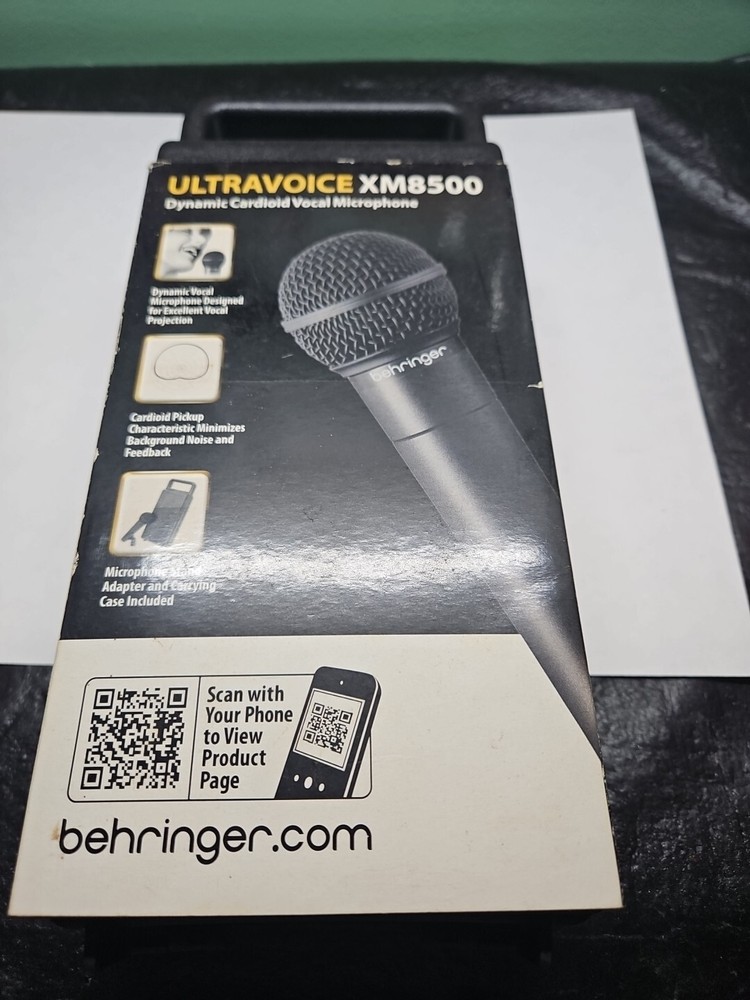 ULTRAVOICE XM8500
Dynamic Cardioid Vocal Microphone
Dynamic Vocal
Microphone Designed
for Excellent Vocal
Projection
behringer
Cardioid Pickup
Characteristic Minimizes
Background Noise and
Feedback
Microphone Stand
Adapter and Carrying
Case Included
Scan with
Your Phone
to View
Product
Page
behringer.com